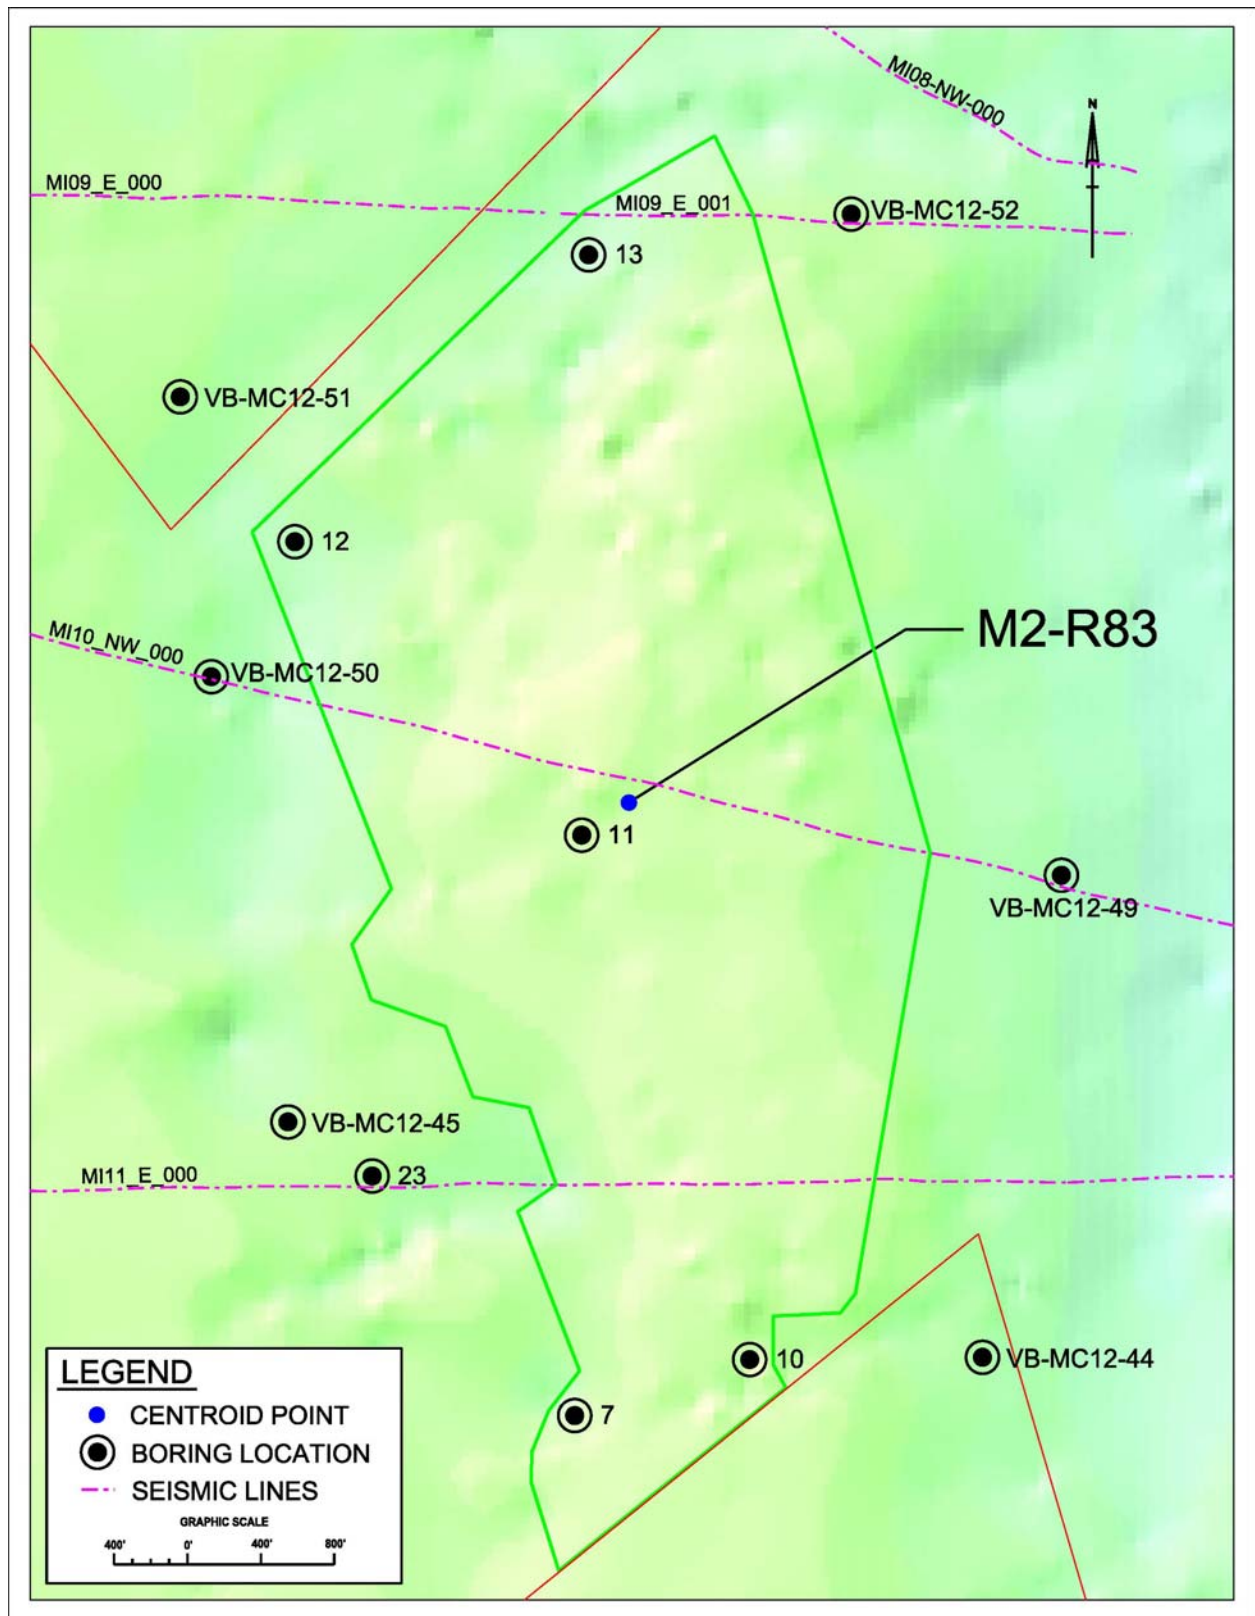 MI08-NW-000
N
MI09_E_000
MI09_E_001
VB-MC12-52
13
VB-MC12-51
12
M2-R83
MI10_NW_000
VB-MC12-50
11
VB-MC12-49
VB-MC12-45
MI11_E_000
23
10
VB-MC12-44
7
LEGEND
CENTROID POINT
BORING LOCATION
SEISMIC LINES
GRAPHIC SCALE
400' 0' 400' 800'